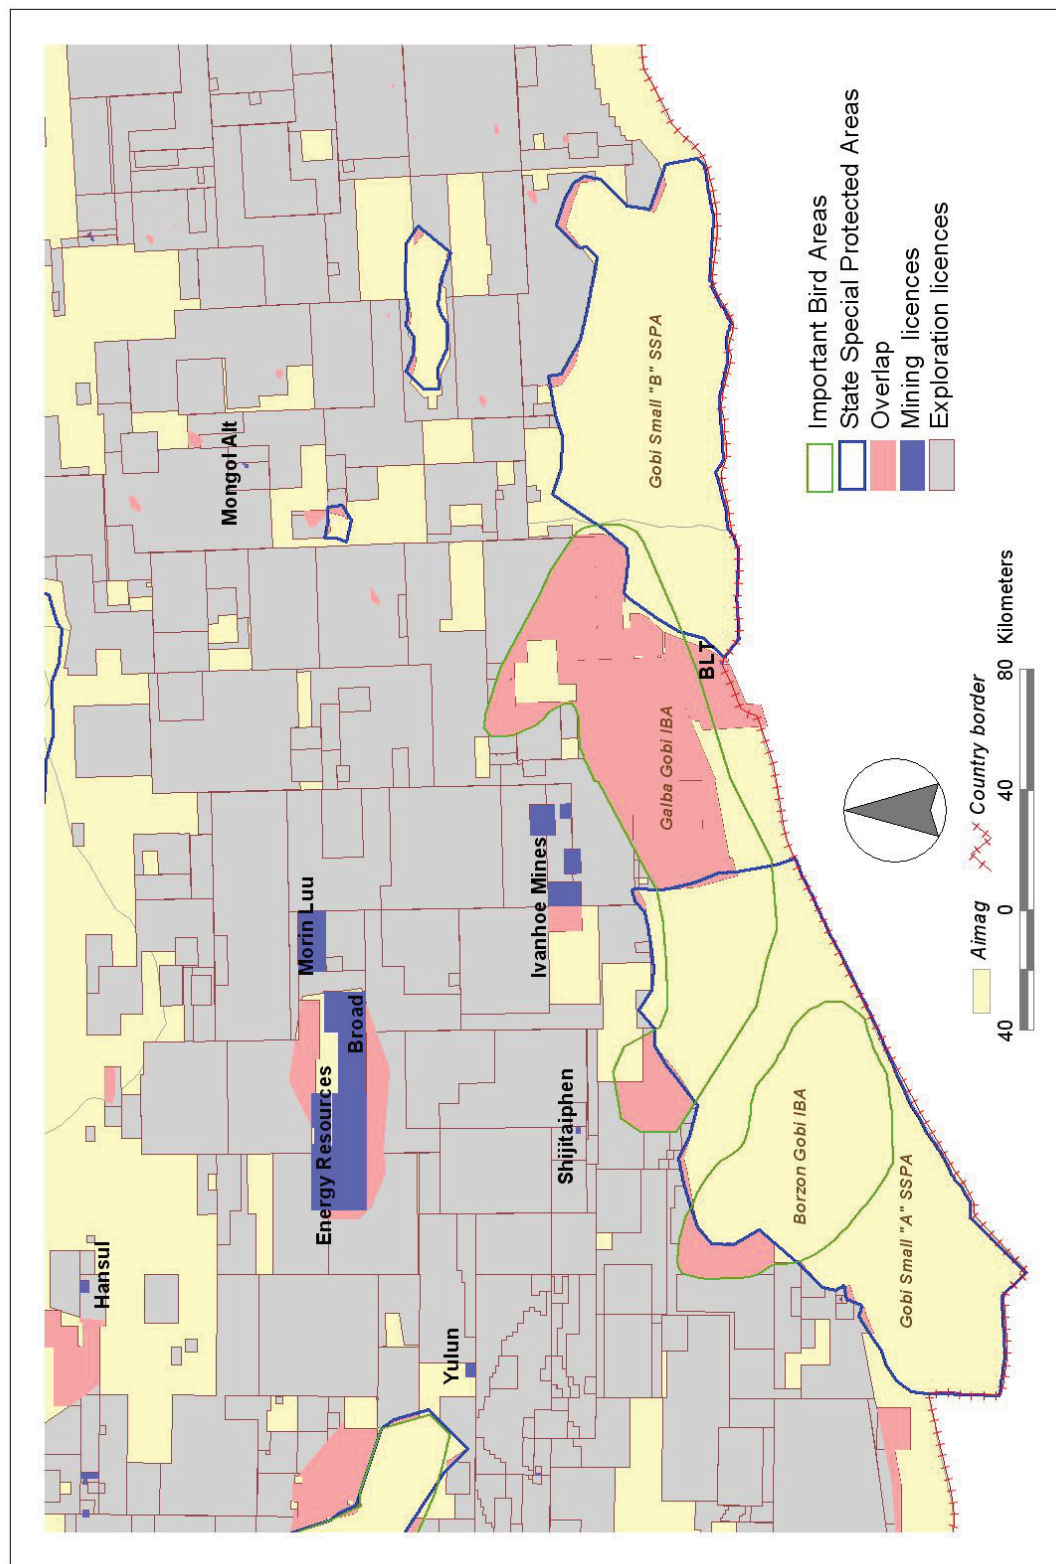 Hansul
Mongol Alt
Morin Luu
Energy Resources
Broad
Yulun
Ivanhoe Mines
Shijitaiphen
Gobi Small "B" SSPA
Galba Gobi IBA
BLT
Borzon Gobi IBA
Gobi Small "A" SSPA
Important Bird Areas
State Special Protected Areas
Overlap
Mining licences
Exploration licences
Aimag
Country border
40 0 40 80 Kilometers